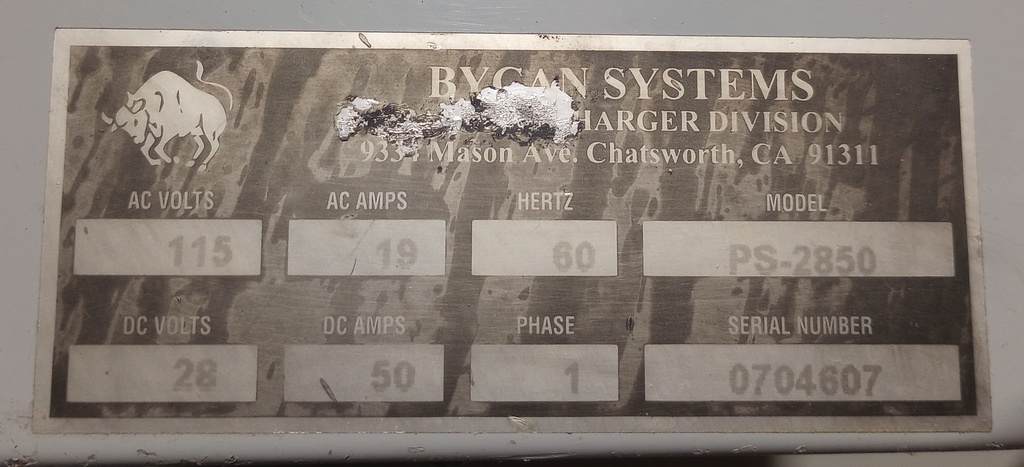 BYCAN SYSTEMS
HARGER DIVISION
Mason Ave. Chatsworth, CA 91311
AC VOLTS AC AMPS HERTZ MODEL
115 19 60 PS-2850
DC VOLTS DC AMPS PHASE SERIAL NUMBER
28 50 1 0704607